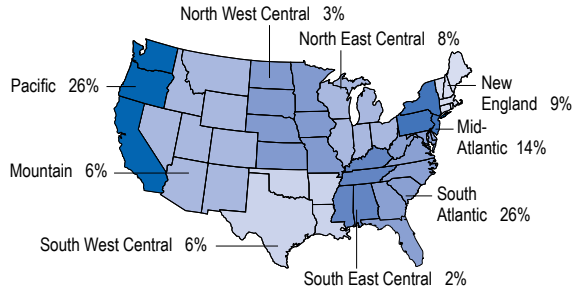 North West Central 3%
North East Central 8%
Pacific 26%
New
England 9%
Mid-
Atlantic 14%
Mountain 6%
South
Atlantic 26%
South West Central 6%
South East Central 2%